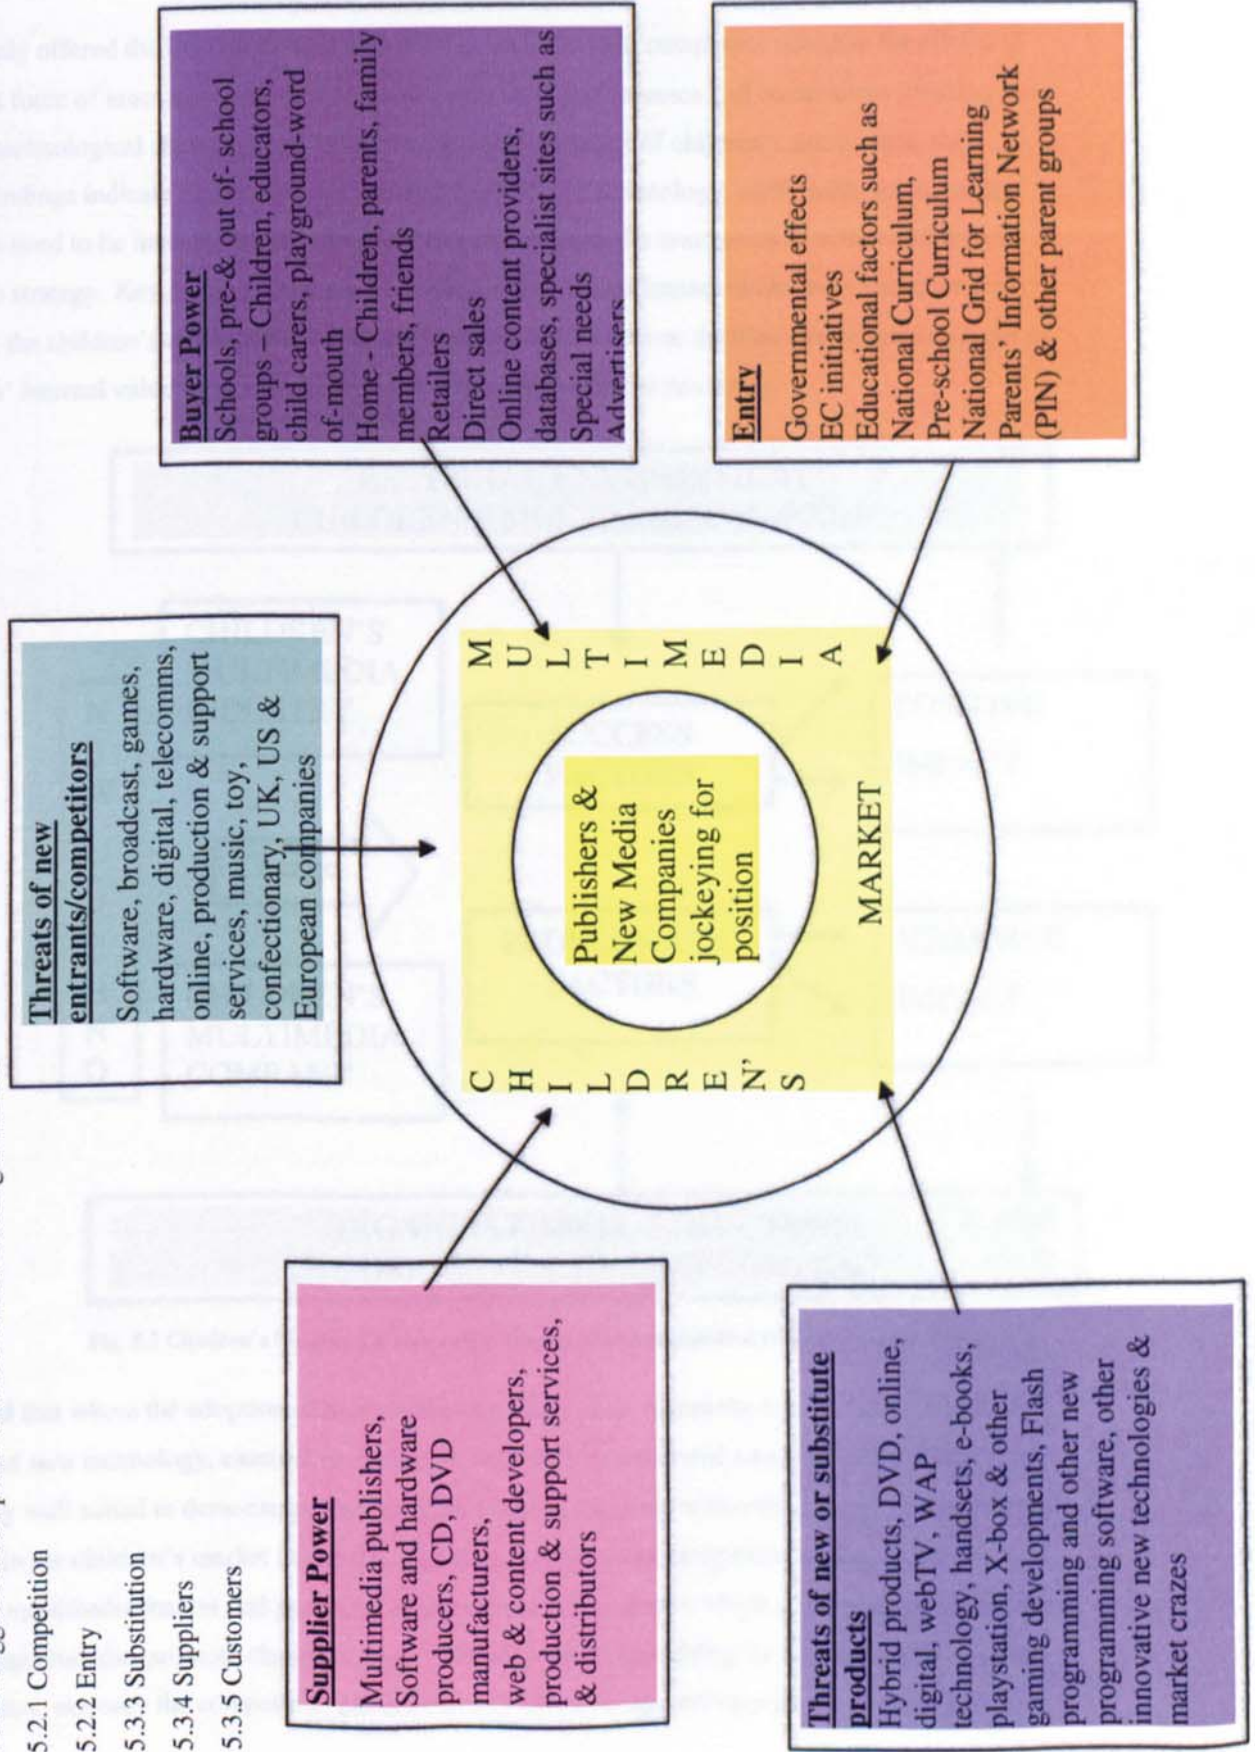 5.2.1 Competition
5.2.2 Entry
5.3.3 Substitution
5.3.4 Suppliers
5.3.5 Customers
Threats of new
entrants/competitors
Software, broadcast, games,
hardware, digital, telecomms,
online, production & support
services, music, toy,
confectionary, UK, US &
European companies
Supplier Power
Multimedia publishers,
Software and hardware
producers, CD, DVD
manufacturers,
web & content developers,
production & support services,
& distributors
Buyer Power
Schools, pre- & out of-school
groups Children, educators,
child carers, playground-word
of-mouth
Home - Children, parents, family
members, friends
Retailers
Direct sales
Online content providers,
databases, specialist sites such as
Special needs
Advertisers
CHILDREN'S
MULTIMEDIA
MARKET
Publishers &
New Media
Companies
jockeying for
position
Threats of new or substitute
products
Hybrid products, DVD, online,
digital, webTV, WAP
technology, handsets, e-books,
playstation, X-box & other
gaming developments, Flash
programming and other new
programming software, other
innovative new technologies &
market crazes
Entry
Governmental effects
EC initiatives
Educational factors such as
National Curriculum,
Pre-school Curriculum
National Grid for Learning
Parents' Information Network
(PIN) & other parent groups